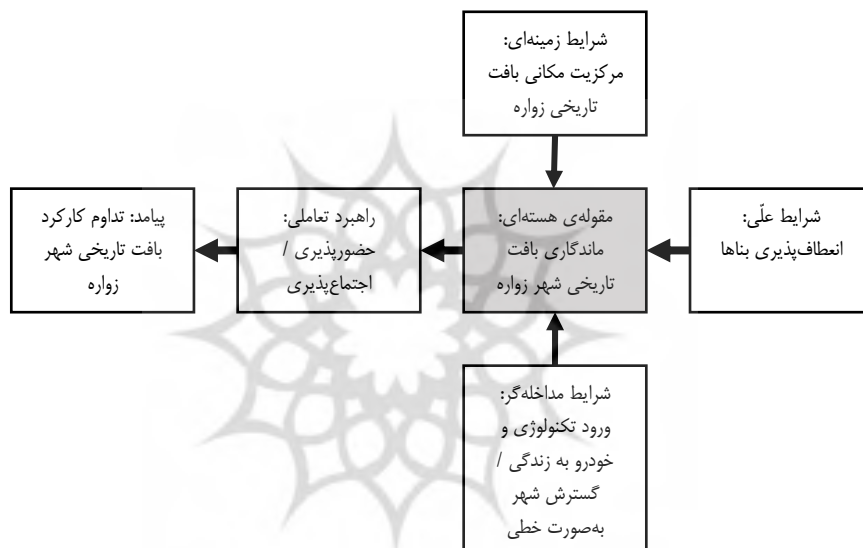 شرایط زمینه‌ای:
مرکزیت مکانی بافت
تاریخی زواره
شرایط علّی:
انعطاف‌پذیری بناها
مقوله‌ی هسته‌ای:
ماندگاری بافت
تاریخی شهر زواره
راهبرد تعاملی:
حضورپذیری /
اجتماع‌پذیری
پیامد: تداوم کارکرد
بافت تاریخی شهر
زواره
شرایط مداخله‌گر:
ورود تکنولوژی و
خودرو به زندگی /
گسترش شهر
به‌صورت خطی